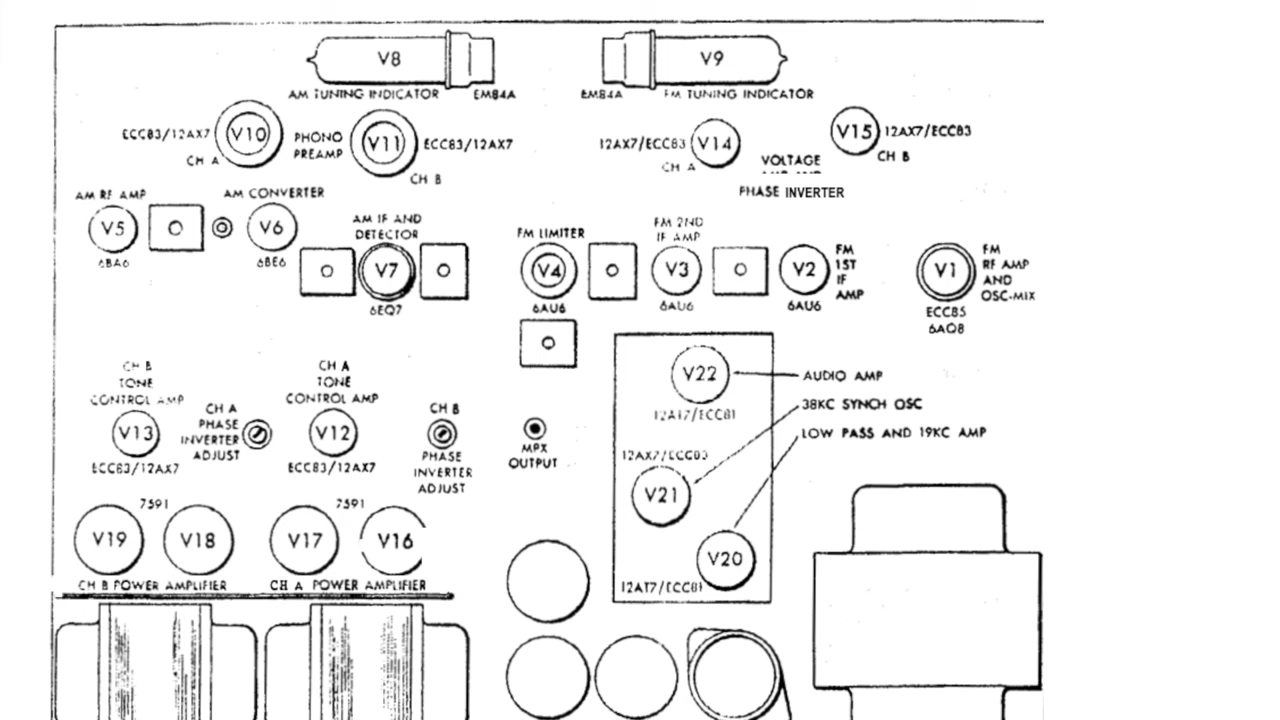 V8
V9
AM TUNING INDICATOR
EM84A
EM84A
FM TUNING INDICATOR
ECC83/12AX7
V10
CH A
PHONO
PREAMP
V11
ECC83/12AX7
CH B
12AX7/ECC83
V14
CH A
V15
12AX7/ECC83
CH B
VOLTAGE
PHASE INVERTER
AM RF AMP
V5
6BA6
AM CONVERTER
V6
6BE6
AM IF AND
DETECTOR
V7
6EQ7
FM LIMITER
V4
6AU6
FM 2ND
IF AMP
V3
6AU6
V2
6AU6
FM
1ST
IF
AMP
V1
ECC85
6AQ8
FM
RF AMP
AND
OSC-MIX
CH B
TONE
CONTROL AMP
V13
ECC83/12AX7
CH A
PHASE
INVERTER
ADJUST
CH A
TONE
CONTROL AMP
V12
ECC83/12AX7
CH B
PHASE
INVERTER
ADJUST
MPX
OUTPUT
V22
AUDIO AMP
12AT7/ECC81
38KC SYNCH OSC
LOW PASS AND 19KC AMP
12AX7/ECC83
V21
V20
12AT7/ECC81
7591
V19
V18
CH B POWER AMPLIFIER
7591
V17
V16
CH A POWER AMPLIFIER